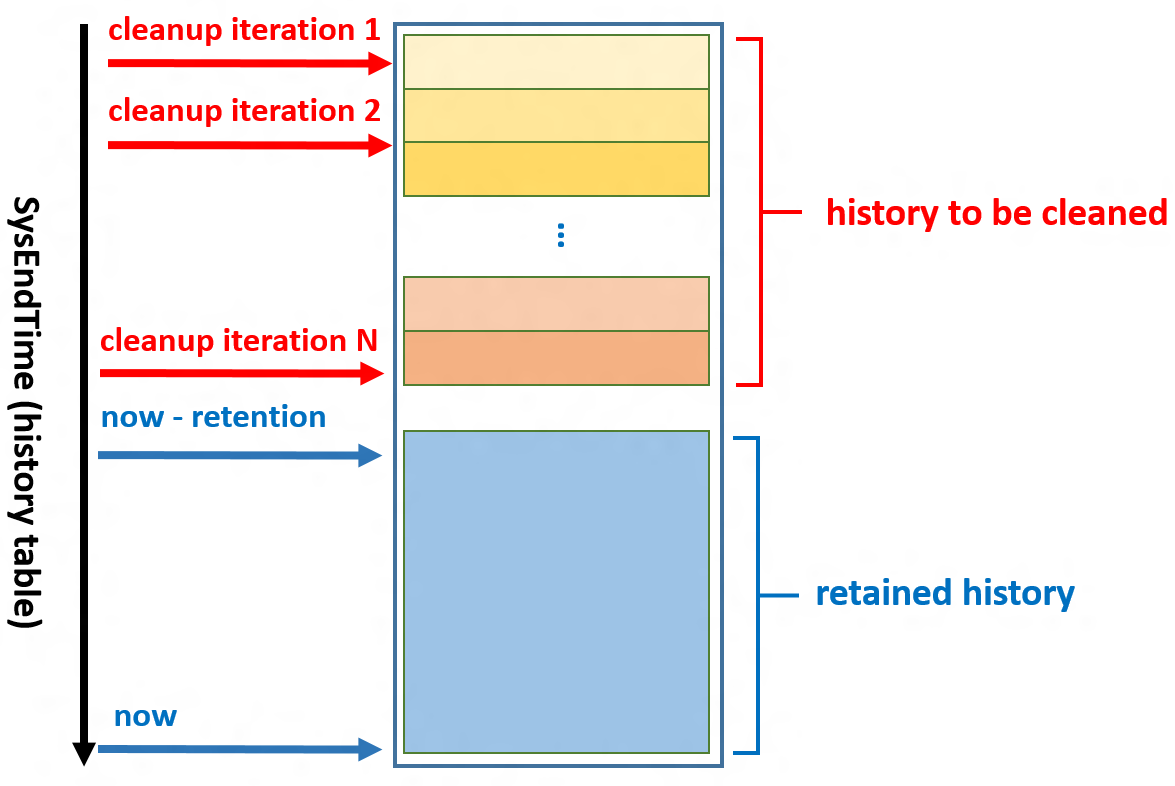 cleanup iteration 1
cleanup iteration 2
history to be cleaned
SysEndTime (history table)
cleanup iteration N
now - retention
retained history
now